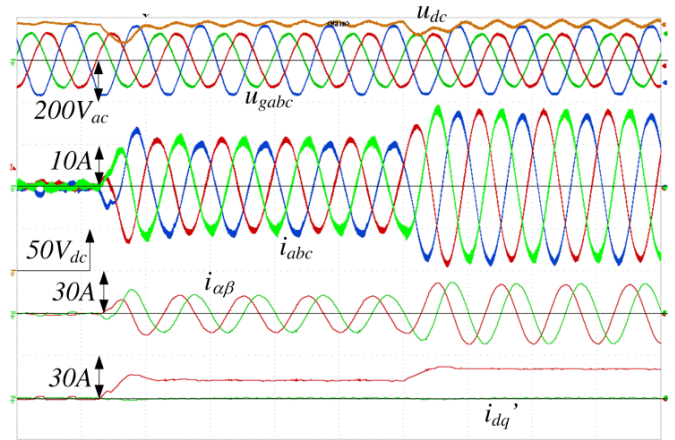 u_dc
u_gabc
200V_ac
10A
50V_dc
i_abc
30A
i_αβ
30A
i_dq'